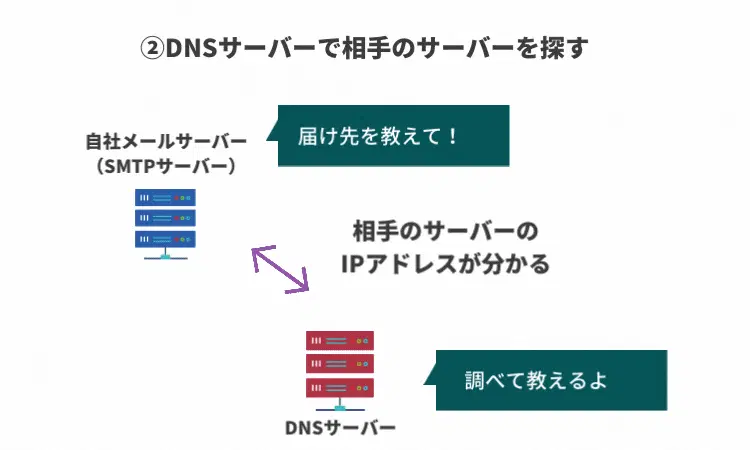 ②DNSサーバーで相手のサーバーを探す
自社メールサーバー
（SMTPサーバー）
届け先を教えて！
相手のサーバーの
IPアドレスが分かる
調べて教えるよ
DNSサーバー